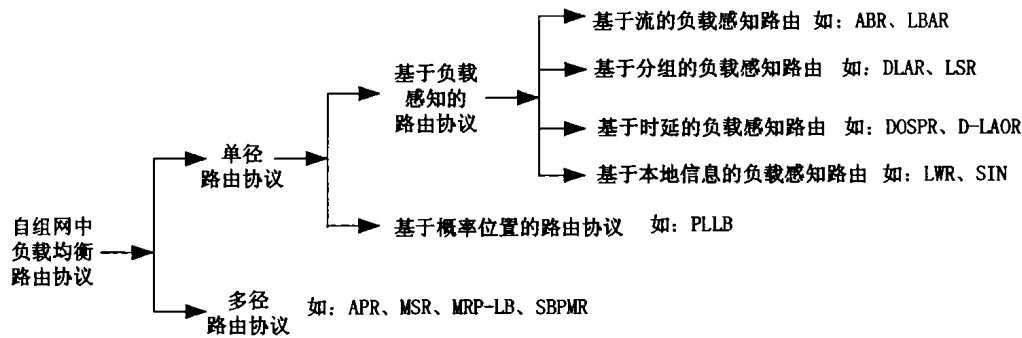 基于流的负载感知路由 如：ABR、LBAR
基于分组的负载感知路由 如：DLAR、LSR
基于负载
感知的
路由协议
基于时延的负载感知路由 如：DOSPR、D-LAOR
基于本地信息的负载感知路由 如：LWR、SIN
单径
路由协议
基于概率位置的路由协议 如：PLLB
自组网中
负载均衡
路由协议
多径
路由协议
如：APR、MSR、MRP-LB、SBPMR